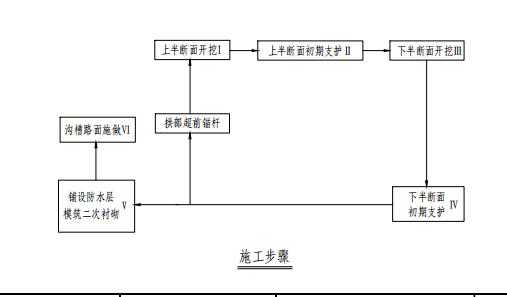 上半断面开挖I
上半断面初期支护II
下半断面开挖III
拱部超前锚杆
沟槽路面施做VI
铺设防水层
模筑二次衬砌
V
下半断面
初期支护
IV
施工步骤